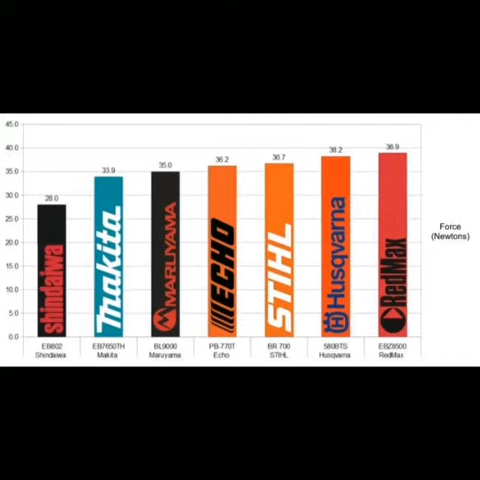 45.0
40.0
35.0
30.0
25.0
20.0
15.0
10.0
5.0
0.0
28.0
33.9
35.0
36.2
36.7
38.2
38.9
shindaiwa
makita
MARUYAMA
ECHO
STIHL
Husqvarna
RedMax
EB802 EB7650TH BL9000 PB-770T BR 700 580BTS EBZ8500
Shindaiwa Makita Maruyama Echo STIHL Husqvarna RedMax
Force
(Newtons)